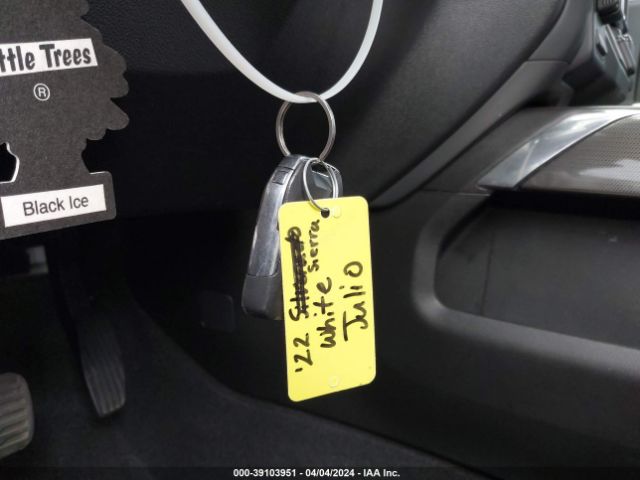 ttle Trees
®
Black Ice
'22 Sierra
White
Julio
000-39103951 - 04/04/2024 - IAA Inc.